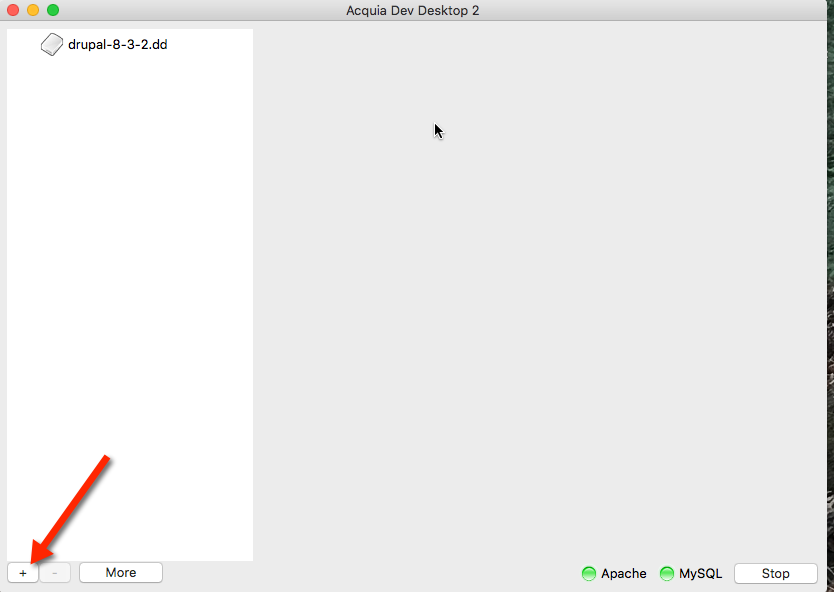 Acquia Dev Desktop 2
drupal-8-3-2.dd
+ - More Apache MySQL Stop